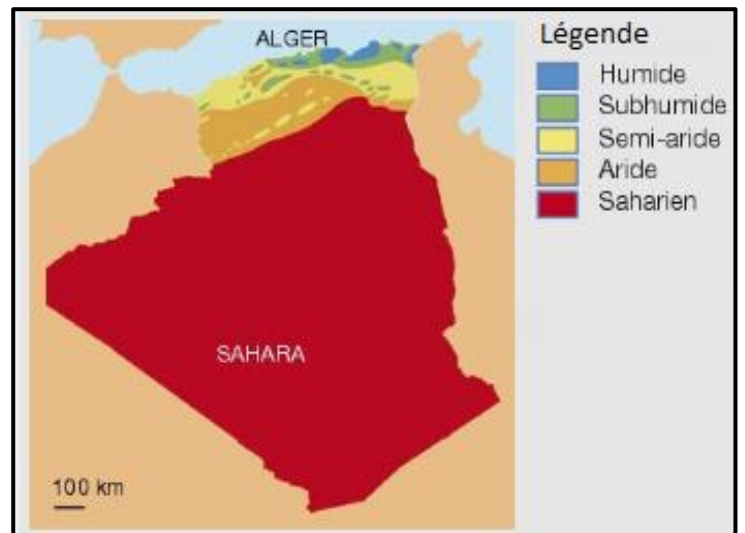 ALGER
SAHARA
100 km
Légende
Humide
Subhumide
Semi-aride
Aride
Saharien